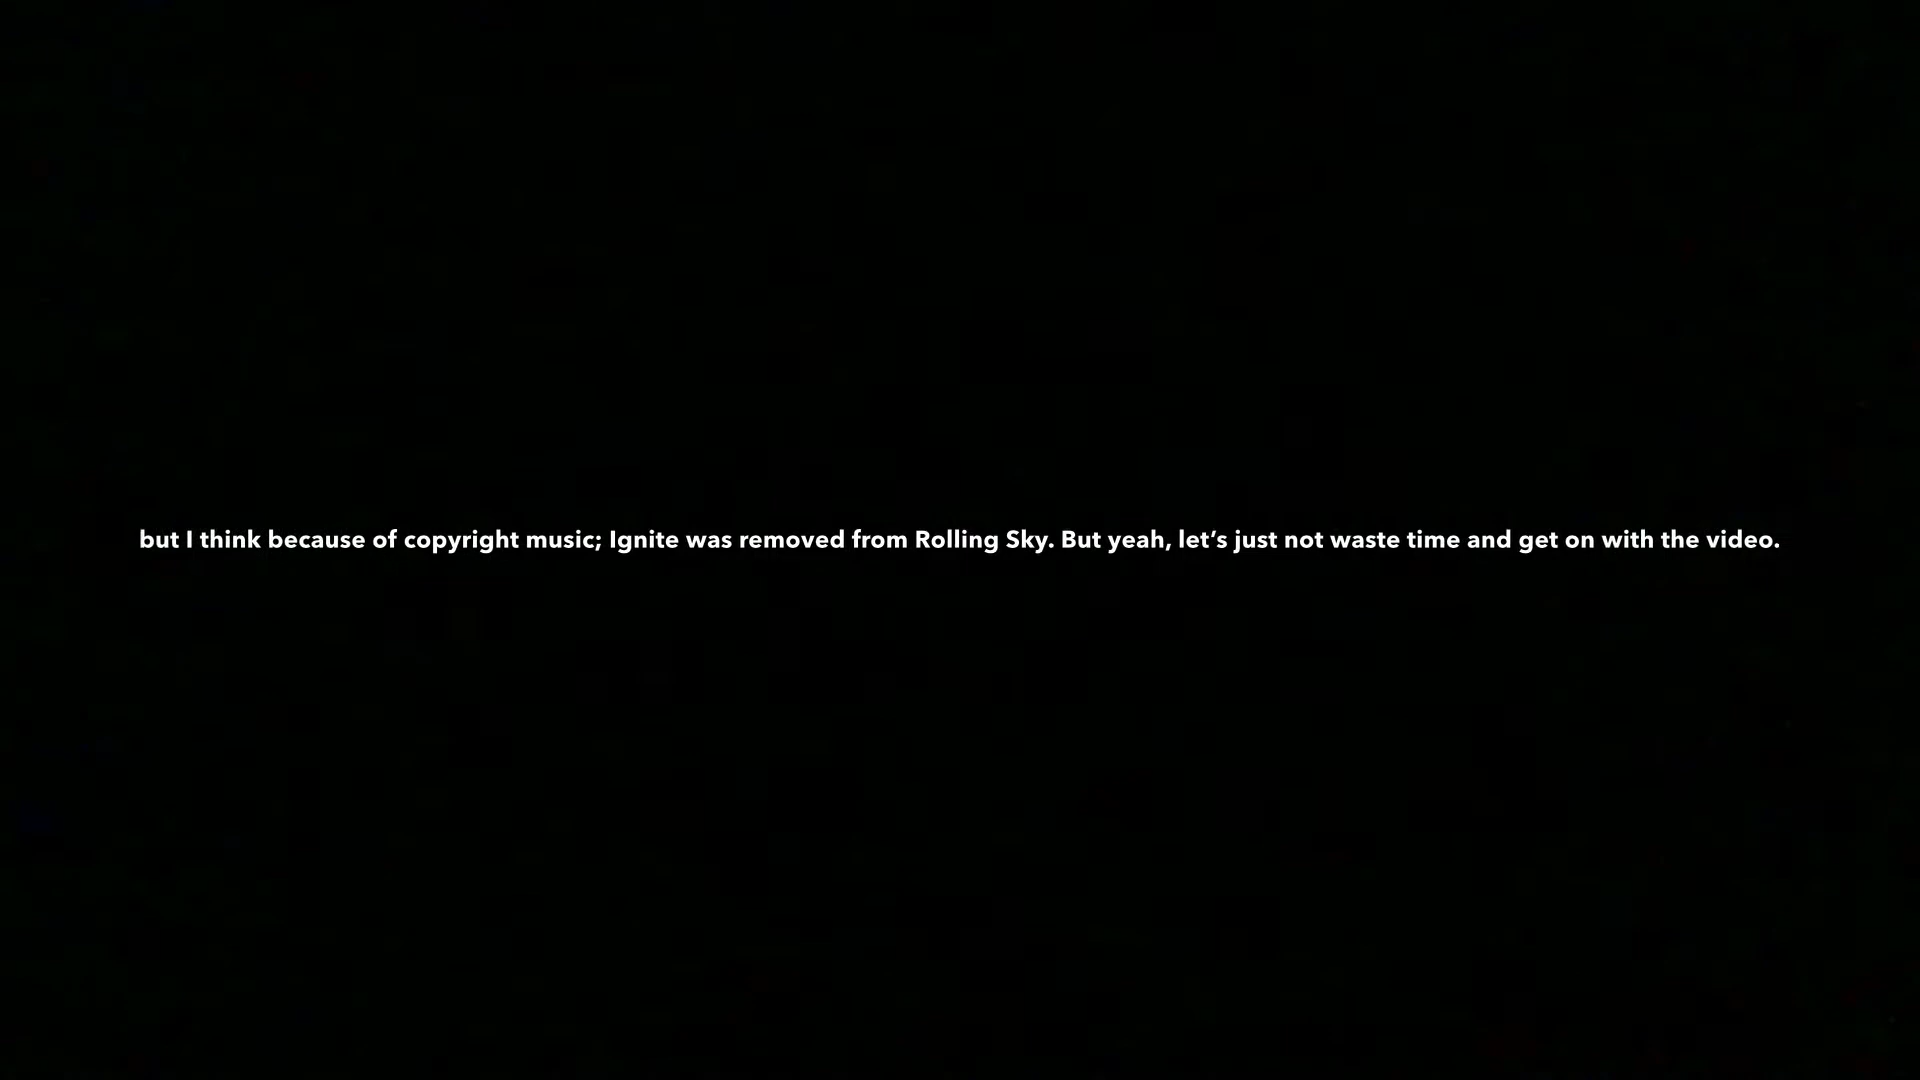 but I think because of copyright music; Ignite was removed from Rolling Sky. But yeah, let’s just not waste time and get on with the video.